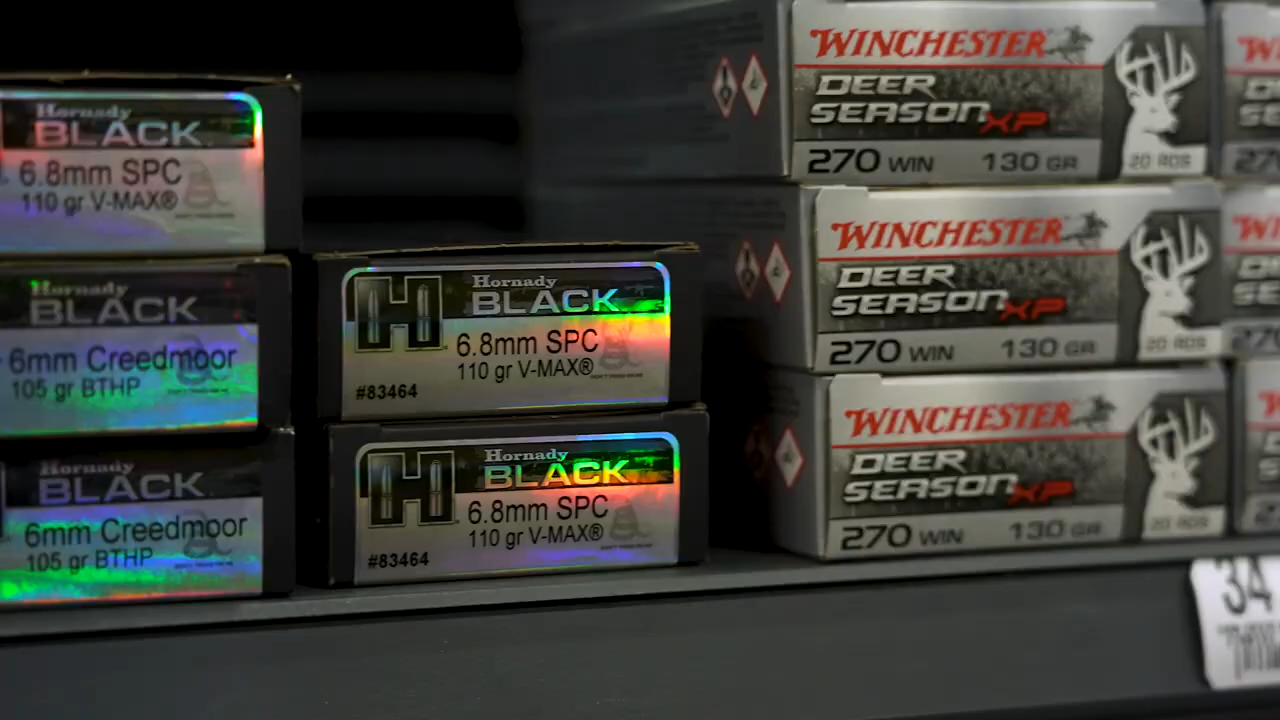 Hornady
BLACK
6.8mm SPC
110 gr V-MAX®
Hornady
BLACK
6mm Creedmoor
105 gr BTHP
Hornady
BLACK
6mm Creedmoor
105 gr BTHP
H
Hornady
BLACK
6.8mm SPC
110 gr V-MAX®
#83464
H
Hornady
BLACK
6.8mm SPC
110 gr V-MAX®
#83464
WINCHESTER
DEER
SEASON XP
270 WIN 130 GR
20 RDS
WINCHESTER
DEER
SEASON XP
270 WIN 130 GR
20 RDS
WINCHESTER
DEER
SEASON XP
270 WIN 130 GR
20 RDS
34